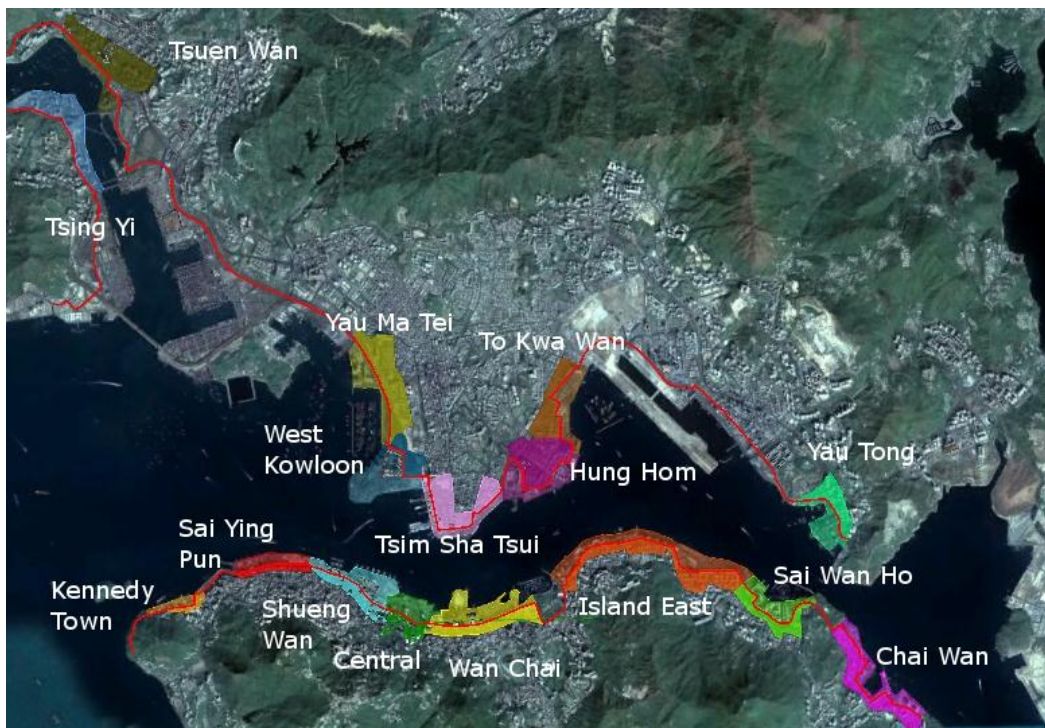 Tsuen Wan
Tsing Yi
Yau Ma Tei
To Kwa Wan
West
Kowloon
Hung Hom
Yau Tong
Tsim Sha Tsui
Sai Ying
Pun
Kennedy
Town
Shueng
Wan
Central
Wan Chai
Island East
Sai Wan Ho
Chai Wan